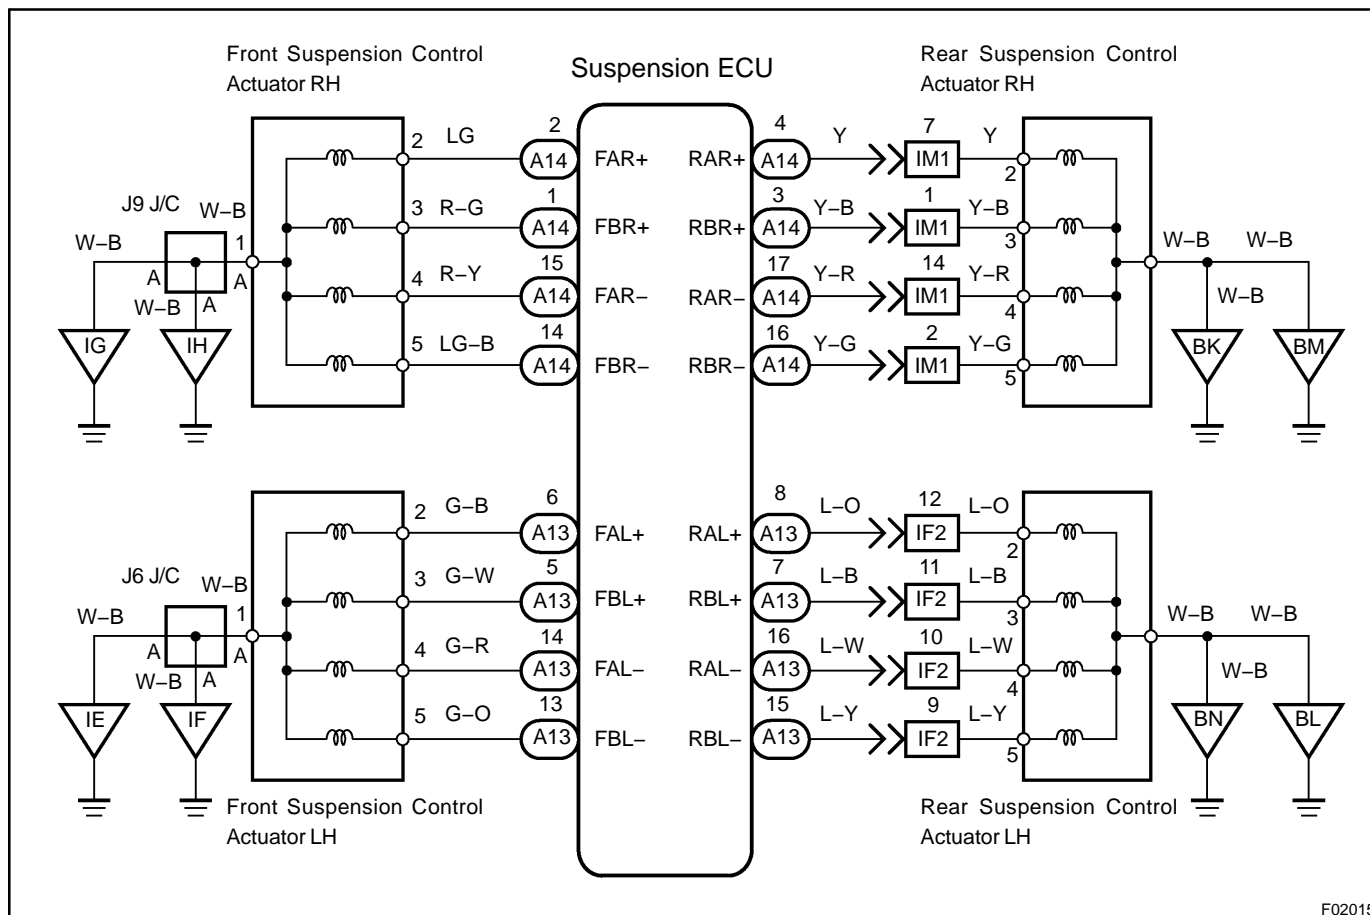 Front Suspension Control
Actuator RH
Suspension ECU
Rear Suspension Control
Actuator RH
2 LG 2 A14 FAR+ RAR+ 4 A14 Y 7 IM1 Y 2
3 R–G 1 A14 FBR+ RBR+ 3 A14 Y–B 1 IM1 Y–B 3
J9 J/C W–B 1
W–B A A W–B A
4 R–Y 15 A14 FAR– RAR– 17 A14 Y–R 14 IM1 Y–R 4
W–B W–B
W–B
5 LG–B 14 A14 FBR– RBR– 16 A14 Y–G 2 IM1 Y–G 5
IG IH
BK BM
2 G–B 6 A13 FAL+ RAL+ 8 A13 L–O 12 IF2 L–O 2
3 G–W 5 A13 FBL+ RBL+ 7 A13 L–B 11 IF2 L–B 3
J6 J/C W–B 1
W–B A A W–B A
4 G–R 14 A13 FAL– RAL– 16 A13 L–W 10 IF2 L–W 4
W–B W–B
W–B
5 G–O 13 A13 FBL– RBL– 15 A13 L–Y 9 IF2 L–Y 5
IE IF
BN BL
Front Suspension Control
Actuator LH
Rear Suspension Control
Actuator LH
F02015